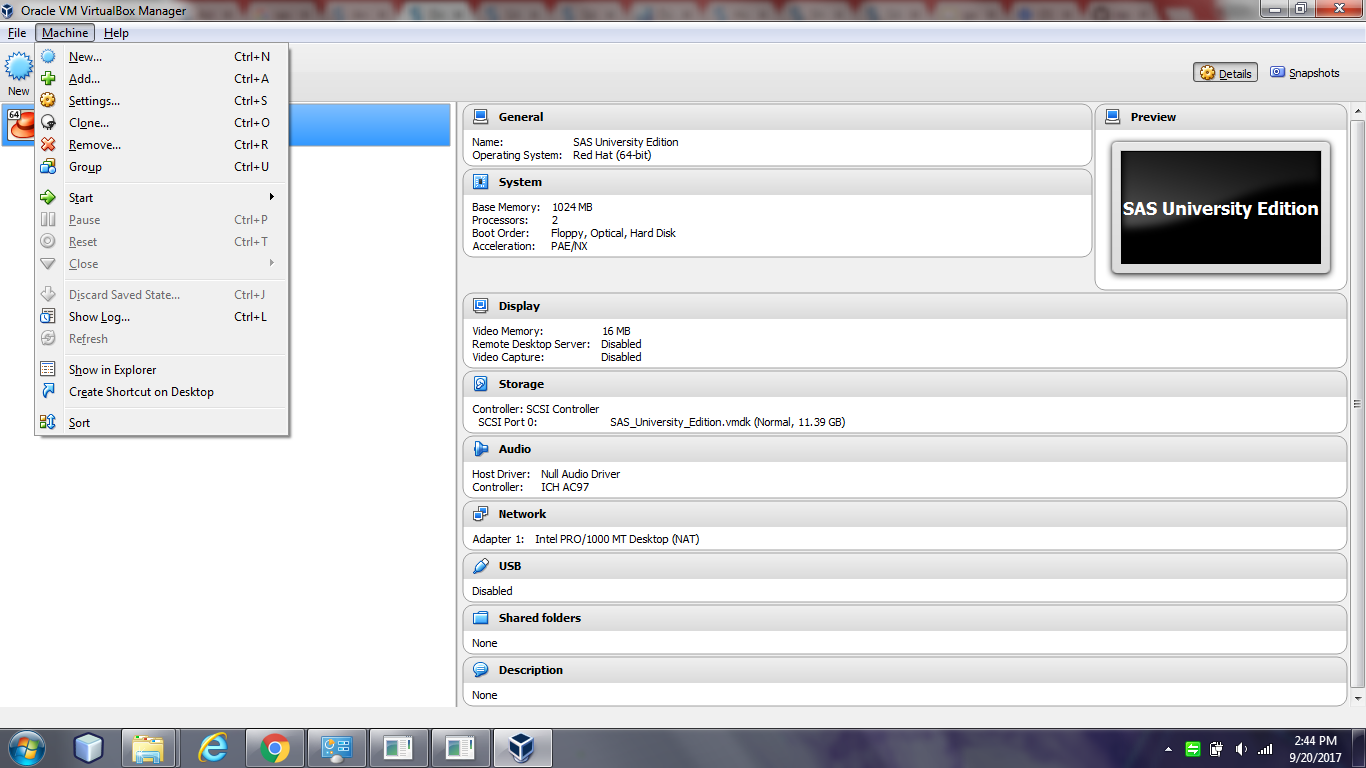 Oracle VM VirtualBox Manager
File Machine Help
New
New... Ctrl+N
Add... Ctrl+A
Settings... Ctrl+S
Clone... Ctrl+O
Remove... Ctrl+R
Group Ctrl+U
Start
Pause Ctrl+P
Reset Ctrl+T
Close
Discard Saved State... Ctrl+J
Show Log... Ctrl+L
Refresh
Show in Explorer
Create Shortcut on Desktop
Sort
64
Details Snapshots
General
Name: SAS University Edition
Operating System: Red Hat (64-bit)
System
Base Memory: 1024 MB
Processors: 2
Boot Order: Floppy, Optical, Hard Disk
Acceleration: PAE/NX
Preview
SAS University Edition
Display
Video Memory: 16 MB
Remote Desktop Server: Disabled
Video Capture: Disabled
Storage
Controller: SCSI Controller
SCSI Port 0: SAS_University_Edition.vmdk (Normal, 11.39 GB)
Audio
Host Driver: Null Audio Driver
Controller: ICH AC97
Network
Adapter 1: Intel PRO/1000 MT Desktop (NAT)
USB
Disabled
Shared folders
None
Description
None
2:44 PM
9/20/2017